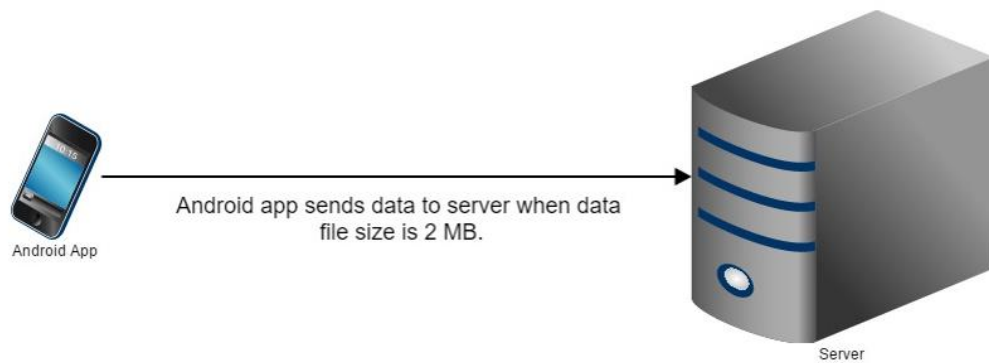 10:15
Android app sends data to server when data
file size is 2 MB.
Android App
Server